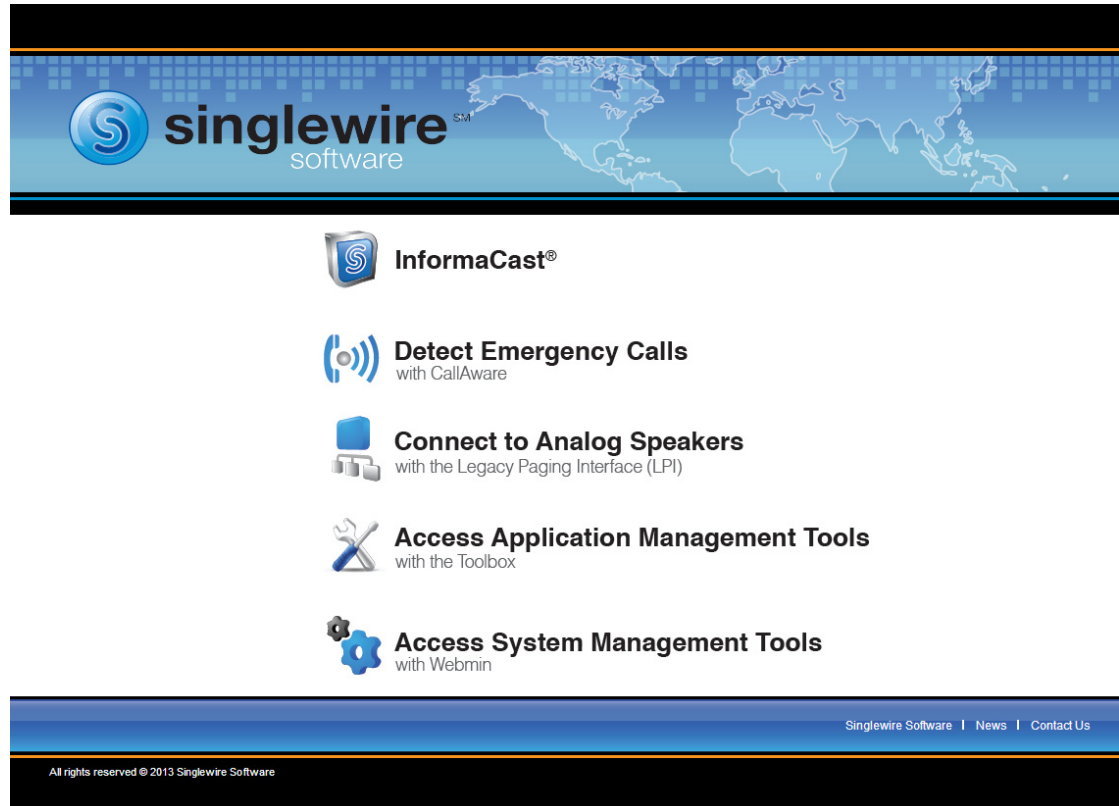 singlewire SM
software
InformaCast®
Detect Emergency Calls
with CallAware
Connect to Analog Speakers
with the Legacy Paging Interface (LPI)
Access Application Management Tools
with the Toolbox
Access System Management Tools
with Webmin
Singlewire Software | News | Contact Us
All rights reserved © 2013 Singlewire Software